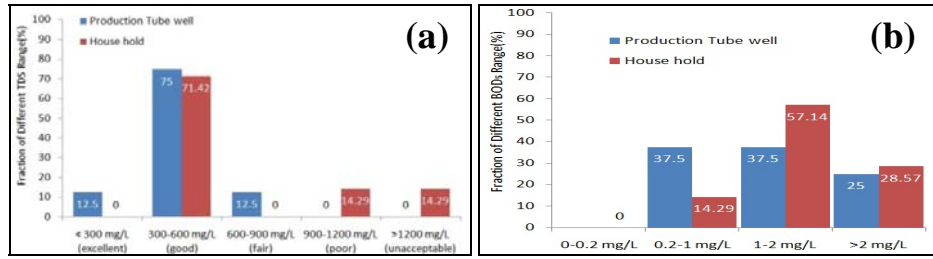 (a)
Production Tube well
House hold
Fraction of Different TDS Range(%)
100
90
80
70
60
50
40
30
20
10
0
12.5
0
75
71.42
12.5
0
0
14.29
0
14.29
< 300 mg/L
(excellent)
300-600 mg/L
(good)
600-900 mg/L
(fair)
900-1200 mg/L
(poor)
>1200 mg/L
(unacceptable)
(b)
Production Tube well
House hold
Fraction of Different BODs Range(%)
100
90
80
70
60
50
40
30
20
10
0
0
37.5
14.29
37.5
57.14
25
28.57
0-0.2 mg/L
0.2-1 mg/L
1-2 mg/L
>2 mg/L